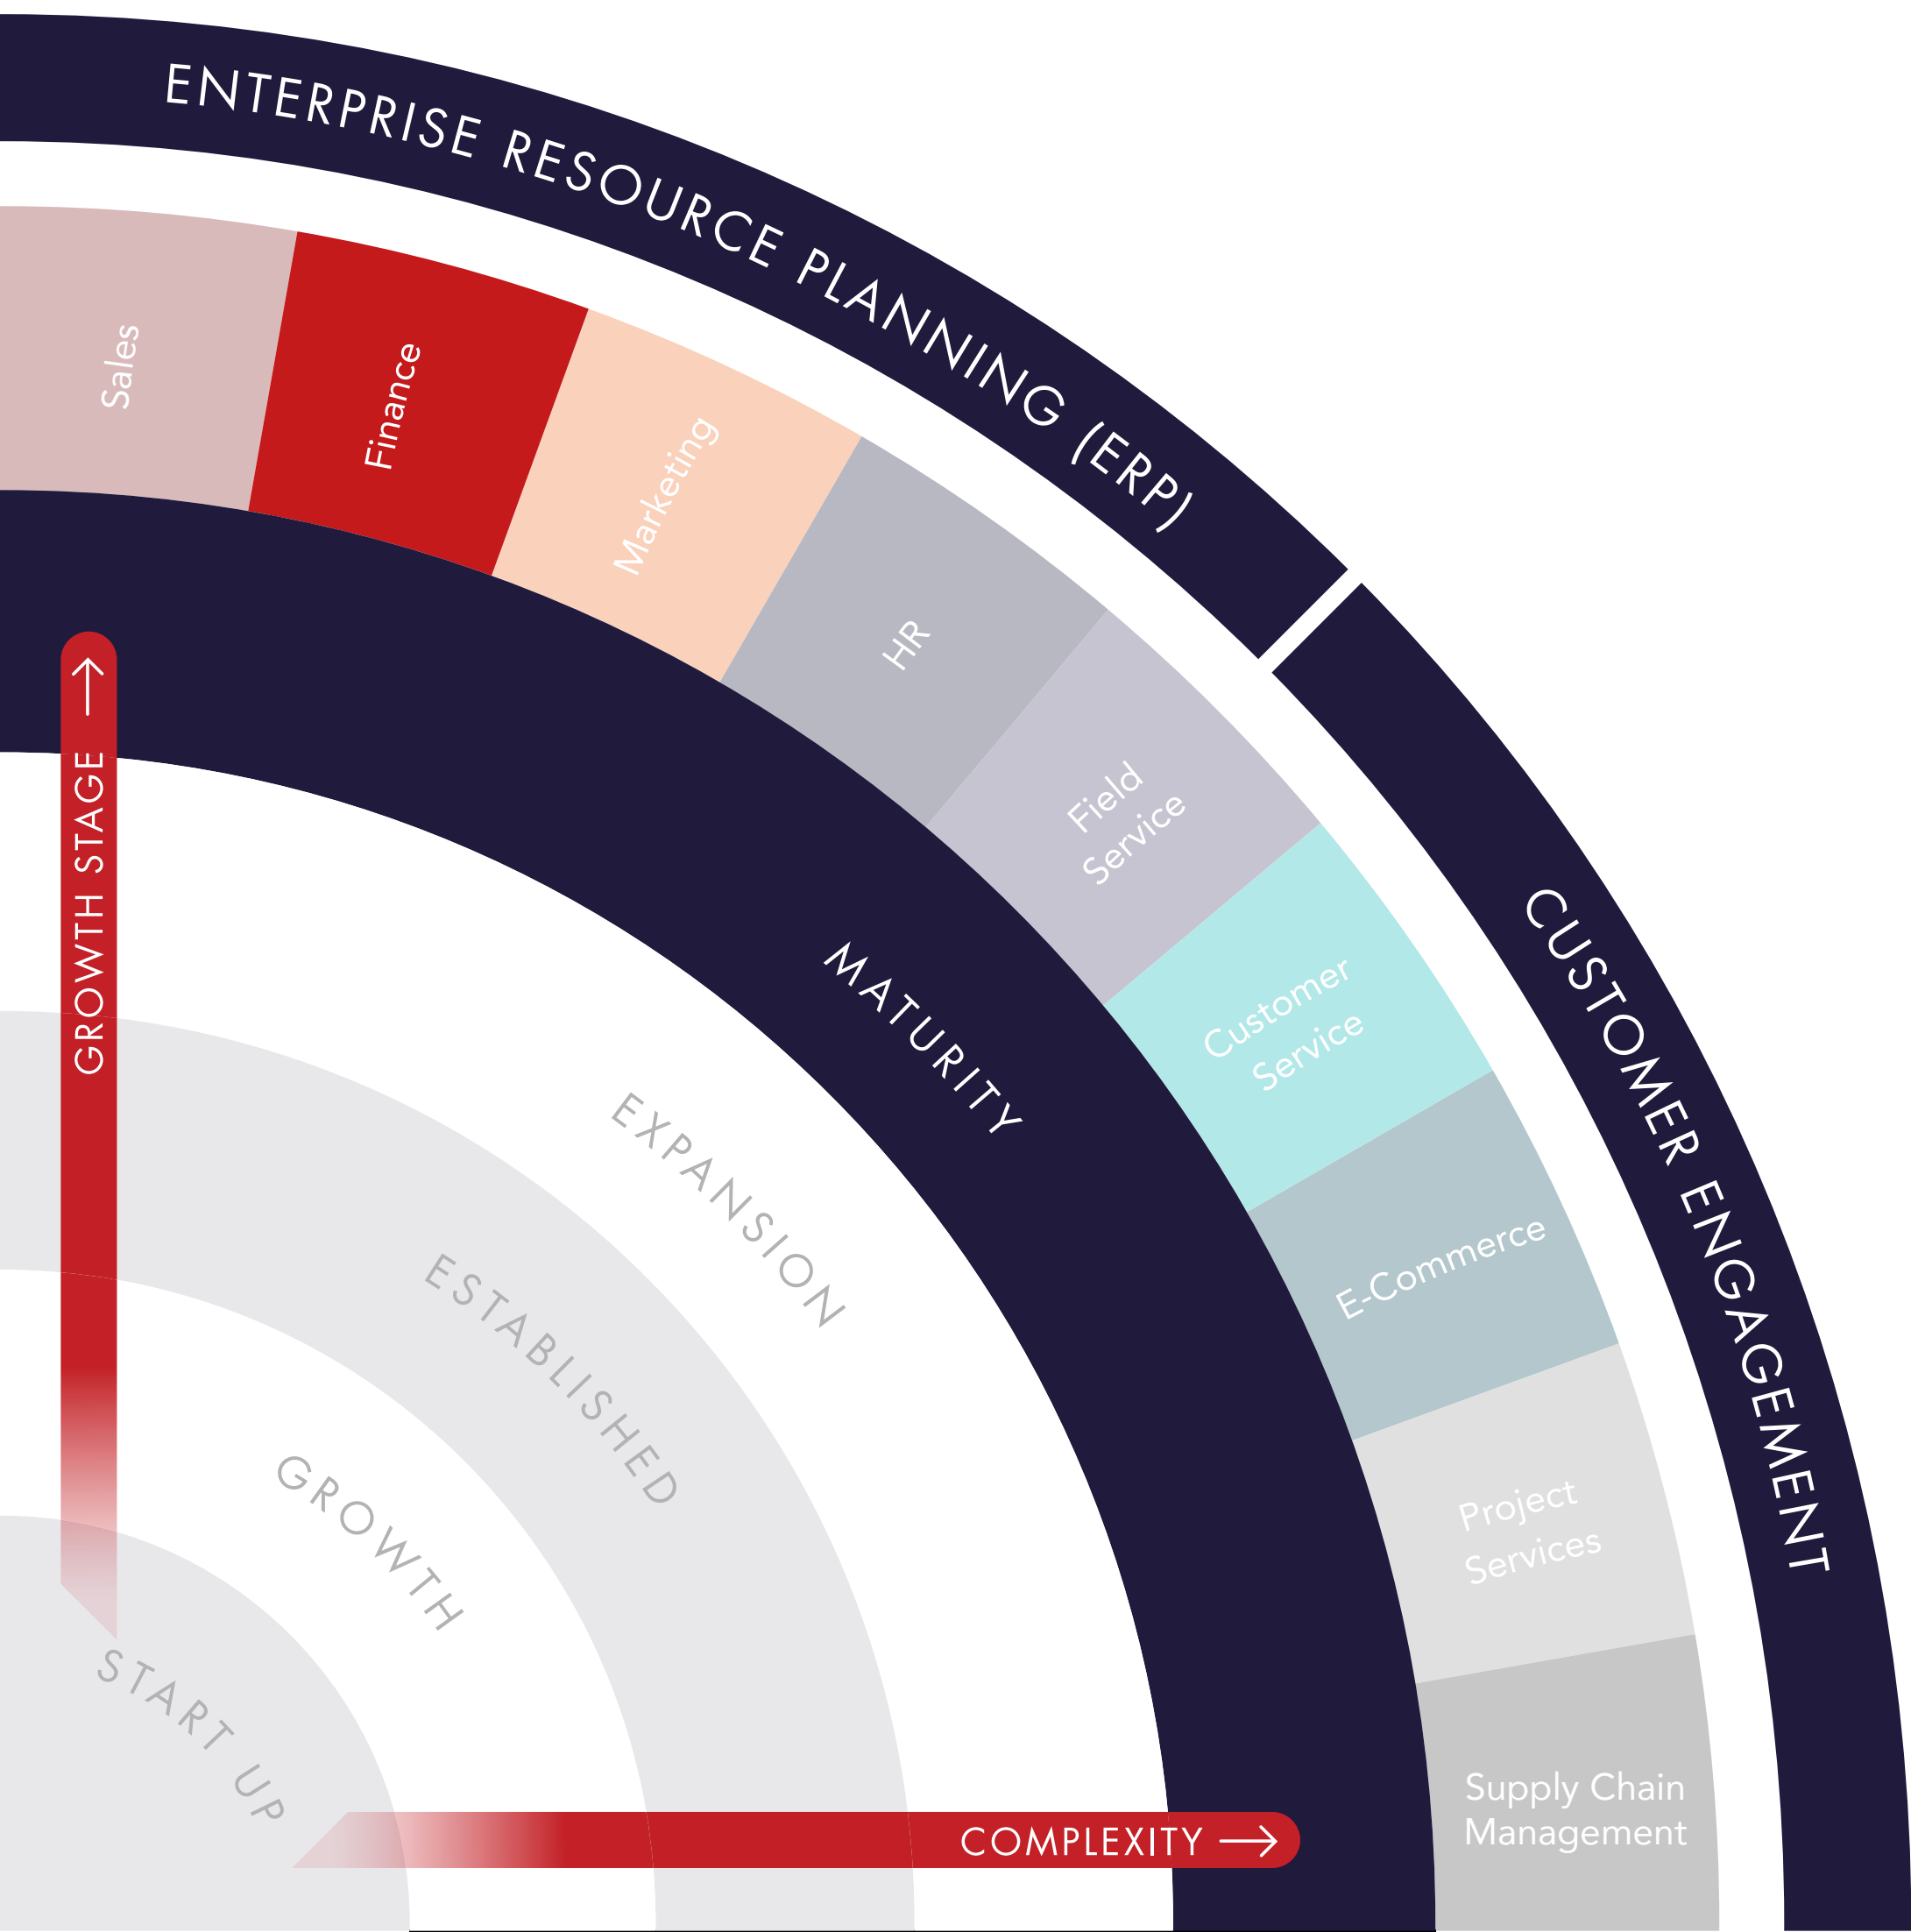 ENTERPRISE RESOURCE PLANNING (ERP)
CUSTOMER ENGAGEMENT
Sales
Finance
Marketing
HR
Field
Service
Customer
Service
E-Commerce
Project
Services
Supply Chain
Management
MATURITY
EXPANSION
ESTABLISHED
GROWTH
START UP
GROWTH STAGE
COMPLEXITY